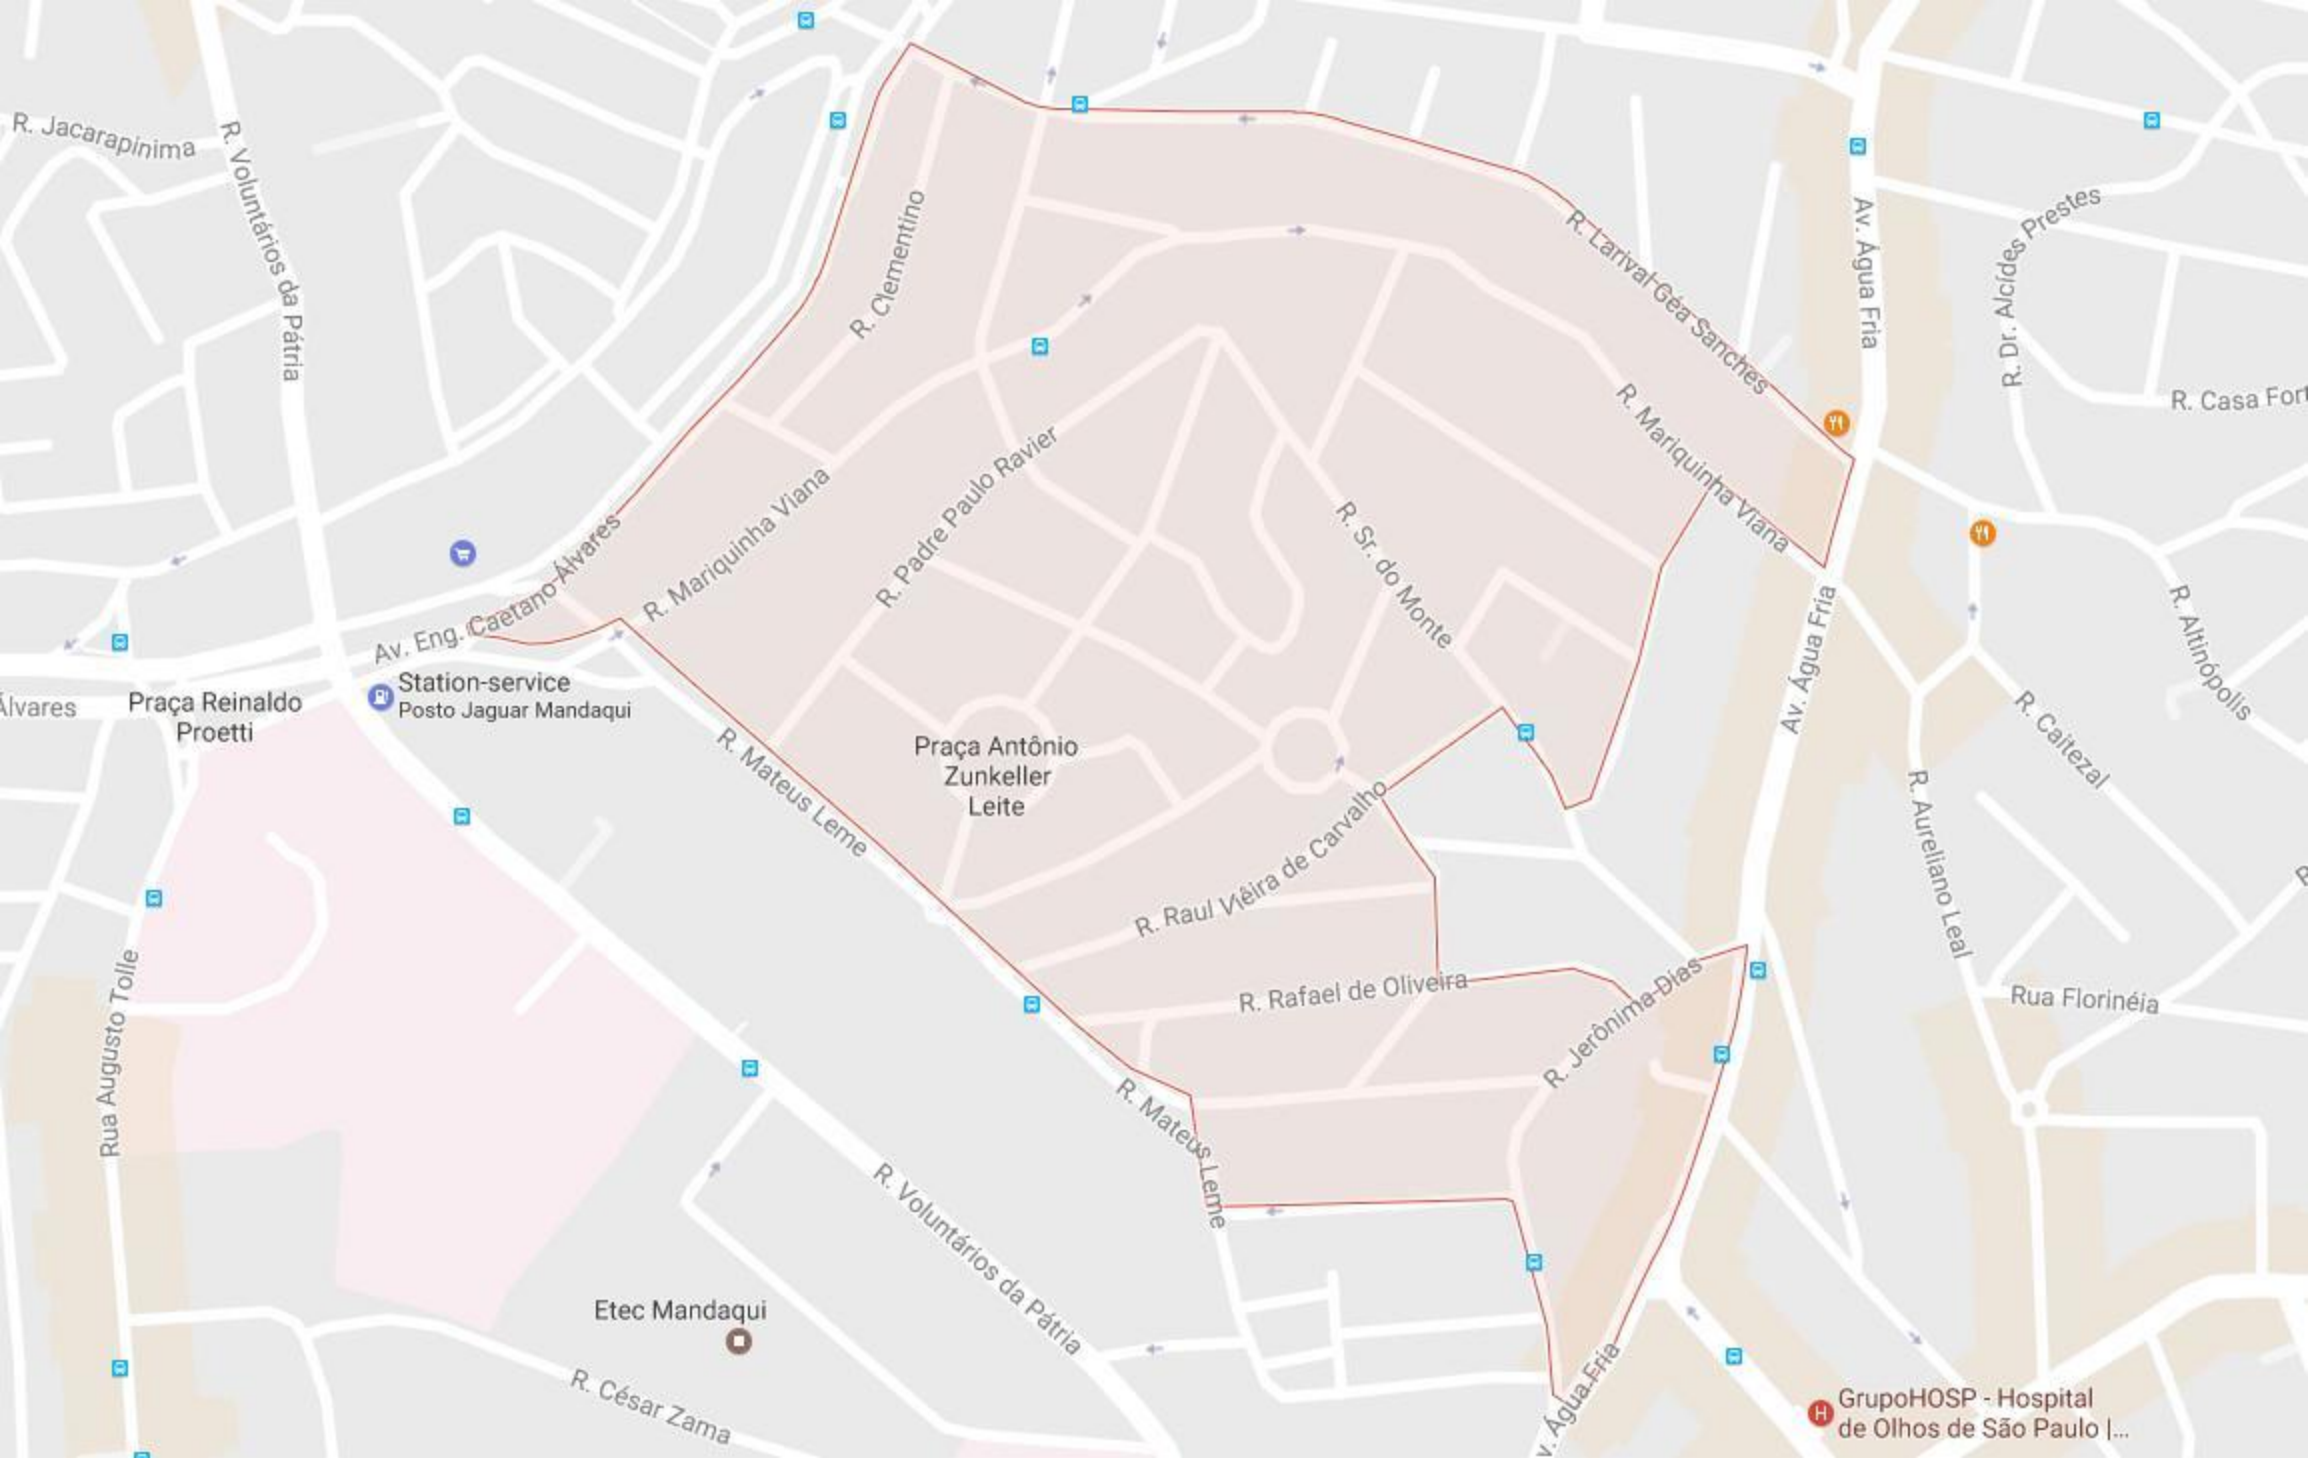 R. Jacarapinima
R. Voluntários da Pátria
R. Clementino
R. Larival Géa Sanches
Av. Água Fria
R. Dr. Alcídes Prestes
R. Casa Fort
R. Mariquinha Viana
R. Padre Paulo Ravier
R. Mariquinha Viana
R. Sr. do Monte
Av. Eng. Caetano Álvares
Av. Água Fria
R. Altinópolis
Álvares
Praça Reinaldo
Proetti
Station-service
Posto Jaguar Mandaqui
R. Mateus Leme
Praça Antônio
Zunkeller
Leite
R. Caitezal
R. Raul Viêira de Carvalho
R. Aureliano Leal
R. Rafael de Oliveira
R. Jerônima Dias
Rua Florinéia
Rua Augusto Tolle
R. Mateus Leme
R. Voluntários da Pátria
Etec Mandaqui
R. César Zama
v. Água Fria
H
GrupoHOSP - Hospital
de Olhos de São Paulo |...